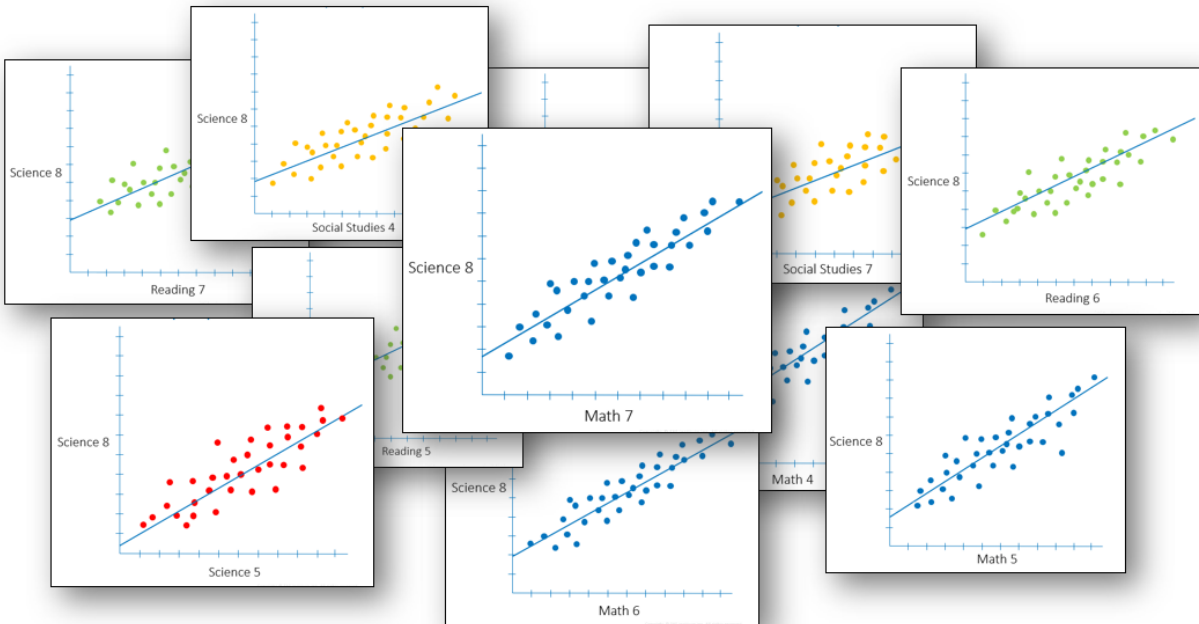 Science 8
Social Studies 4
Science 8
Reading 7
Science 8
Math 7
Social Studies 7
Science 8
Reading 6
Science 8
Science 5
Reading 5
Science 8
Math 6
Math 4
Science 8
Math 5